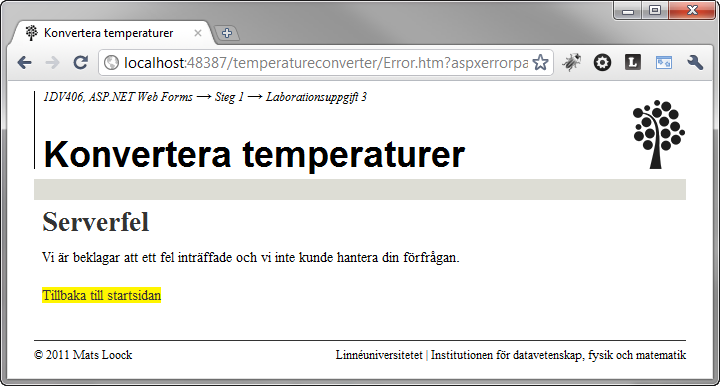 Konvertera temperaturer
localhost:48387/temperatureconverter/Error.htm?aspxerrorpa
1DV406, ASP.NET Web Forms → Steg 1 → Laborationsuppgift 3
Konvertera temperaturer
Serverfel
Vi är beklagar att ett fel inträffade och vi inte kunde hantera din förfrågan.
Tillbaka till startsidan
© 2011 Mats Loock Linnéuniversitetet | Institutionen för datavetenskap, fysik och matematik